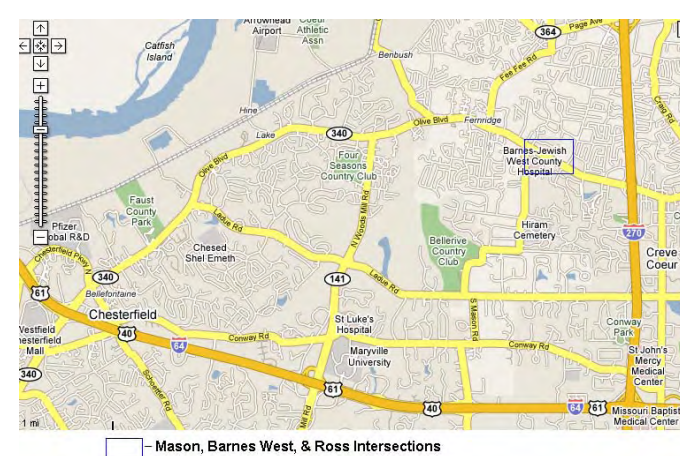 Arrowhead
Airport
Coeur
Athletic
Assn
364
Page Ave
Catfish
Island
Benbush
Fee Fee Rd
Craig Rd
Hine
Lake
340
Olive Blvd
Fernridge
Olive Blvd
Four
Seasons
Country Club
Barnes-Jewish
West County
Hospital
Faust
County
Park
N Woods Mill Rd
Ladue Rd
Pfizer
obal R&D
Chesed
Shel Emeth
Bellerive
Country
Club
Hiram
Cemetery
270
Creve
Coeur
Chesterfield Pkwy N
340
141
Ladue Rd
61
Bellefontaine
Chesterfield
S Mason Rd
40
St Luke's
Hospital
Conway
Park
Westfield
hesterfield
Mall
64
Conway Rd
Maryville
University
Conway Rd
St John's
Mercy
Medical
Center
340
Schoettler Rd
61
Mill Rd
40
64
61
Missouri Baptist
Medical Center
1 mi
– Mason, Barnes West, & Ross Intersections